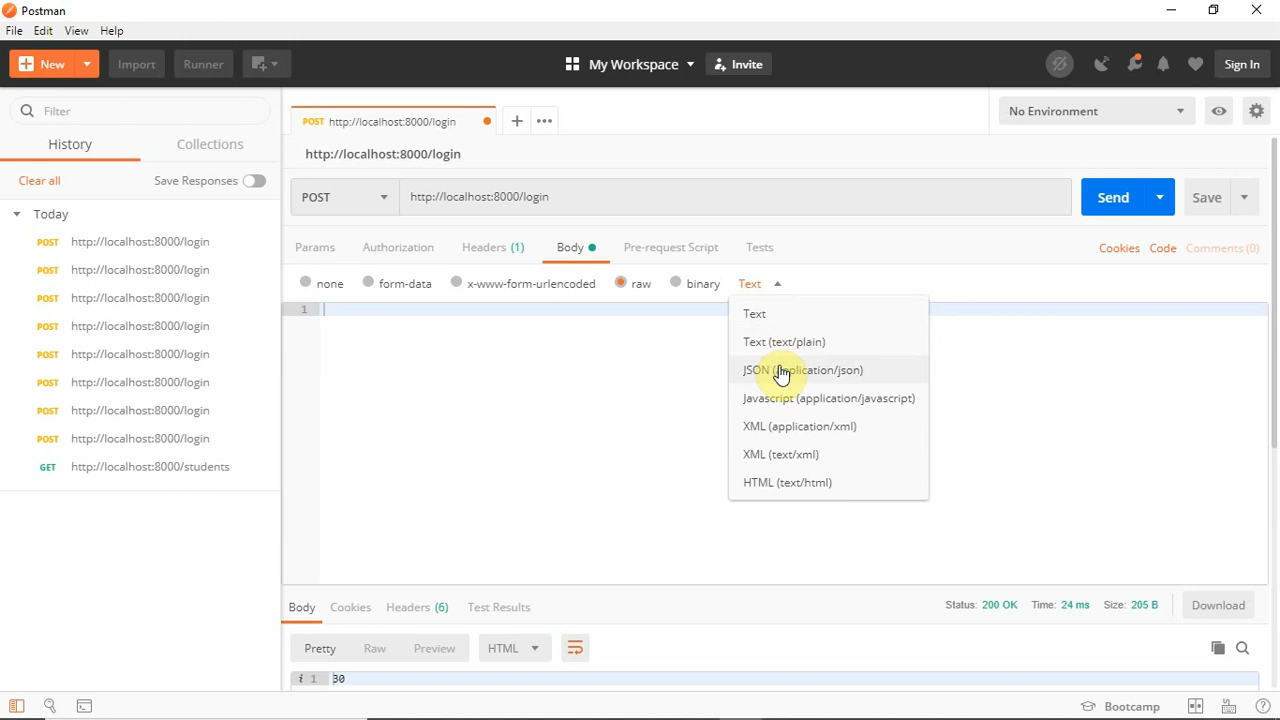 Postman
File Edit View Help
New Import Runner My Workspace Invite Sign In
Filter
History Collections
Clear all Save Responses
Today
POST http://localhost:8000/login
POST http://localhost:8000/login
POST http://localhost:8000/login
POST http://localhost:8000/login
POST http://localhost:8000/login
POST http://localhost:8000/login
POST http://localhost:8000/login
POST http://localhost:8000/login
GET http://localhost:8000/students
POST http://localhost:8000/login + ••• No Environment
http://localhost:8000/login
POST http://localhost:8000/login Send Save
Params Authorization Headers (1) Body Pre-request Script Tests Cookies Code Comments (0)
none form-data x-www-form-urlencoded raw binary Text
1
Text
Text (text/plain)
JSON (application/json)
Javascript (application/javascript)
XML (application/xml)
XML (text/xml)
HTML (text/html)
Body Cookies Headers (6) Test Results Status: 200 OK Time: 24 ms Size: 205 B Download
Pretty Raw Preview HTML
i 1 30
Bootcamp